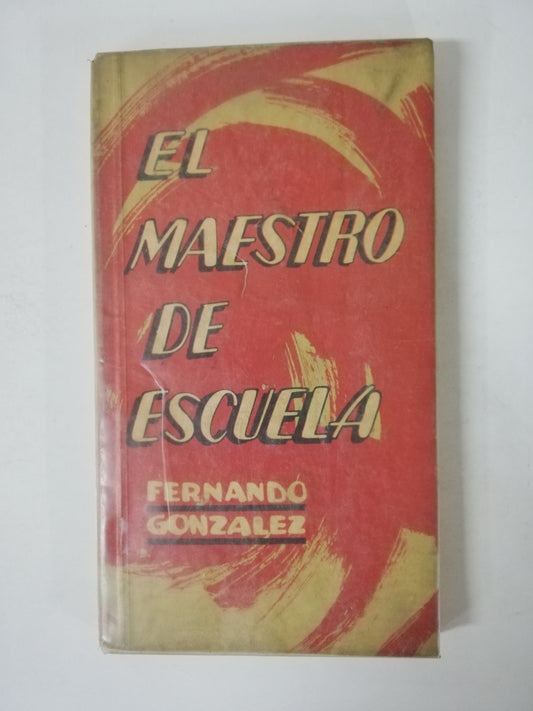 EL
MAESTRO
DE
ESCUELA
FERNANDO
GONZALEZ